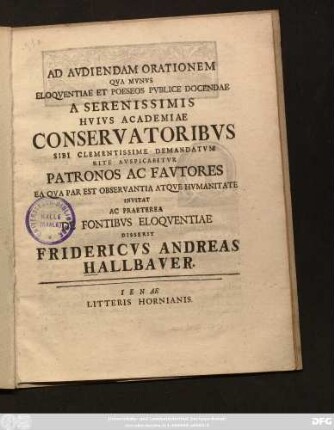 AD AVDIENDAM ORATIONEM
QVA MVNVS
ELOQVENTIAE ET POESEOS PVBLICE DOCENDAE
A SERENISSIMIS
HVIVS ACADEMIAE
CONSERVATORIBVS
SIBI CLEMENTISSIME DEMANDATVM
RITE AVSPICABITVR
PATRONOS AC FAVTORES
EA QVA PAR EST OBSERVANTIA ATQVE HVMANITATE
INVITAT
AC PRAETEREA
DE FONTIBVS ELOQVENTIAE
DISSERIT
FRIDERICVS ANDREAS
HALLBAVER.
IENAE
LITTERIS HORNIANIS.
HALLE
DFG